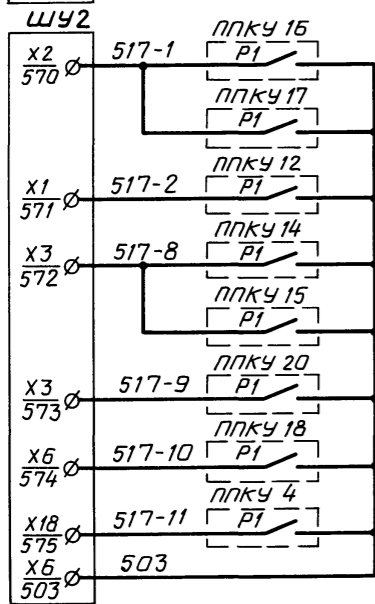 ШУ2
X2 517-1 ППКУ 16
570 P1
ППКУ 17
P1
X1 517-2 ППКУ 12
571 P1
X3 517-8 ППКУ 14
572 P1
ППКУ 15
P1
X3 517-9 ППКУ 20
573 P1
X6 517-10 ППКУ 18
574 P1
X18 517-11 ППКУ 4
575 P1
X6 503
503